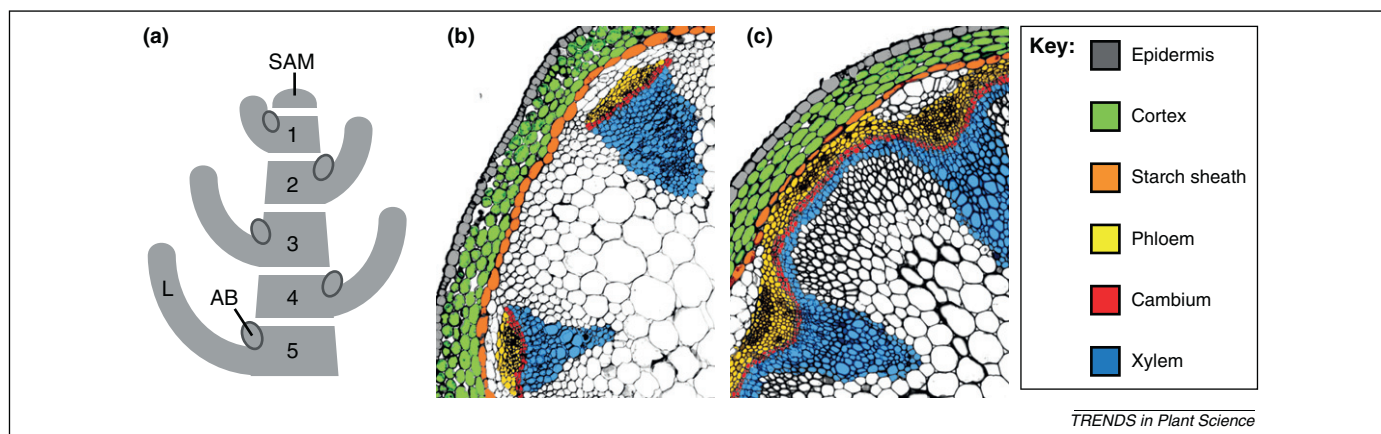 (a)
SAM
1
2
3
4
5
L
AB
(b)
(c)
Key:
Epidermis
Cortex
Starch sheath
Phloem
Cambium
Xylem
TRENDS in Plant Science